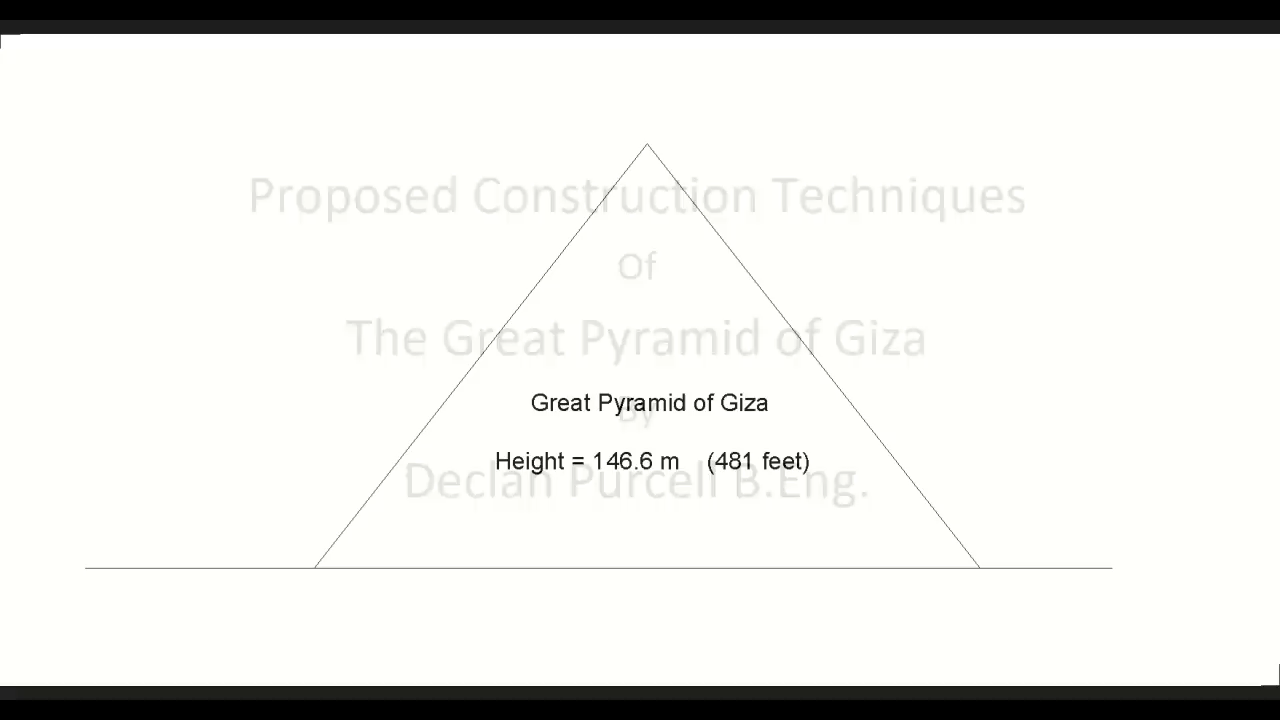 Proposed Construction Techniques
Of
The Great Pyramid of Giza
Great Pyramid of Giza
By
Height = 146.6 m (481 feet)
Declan Purcell B.Eng.